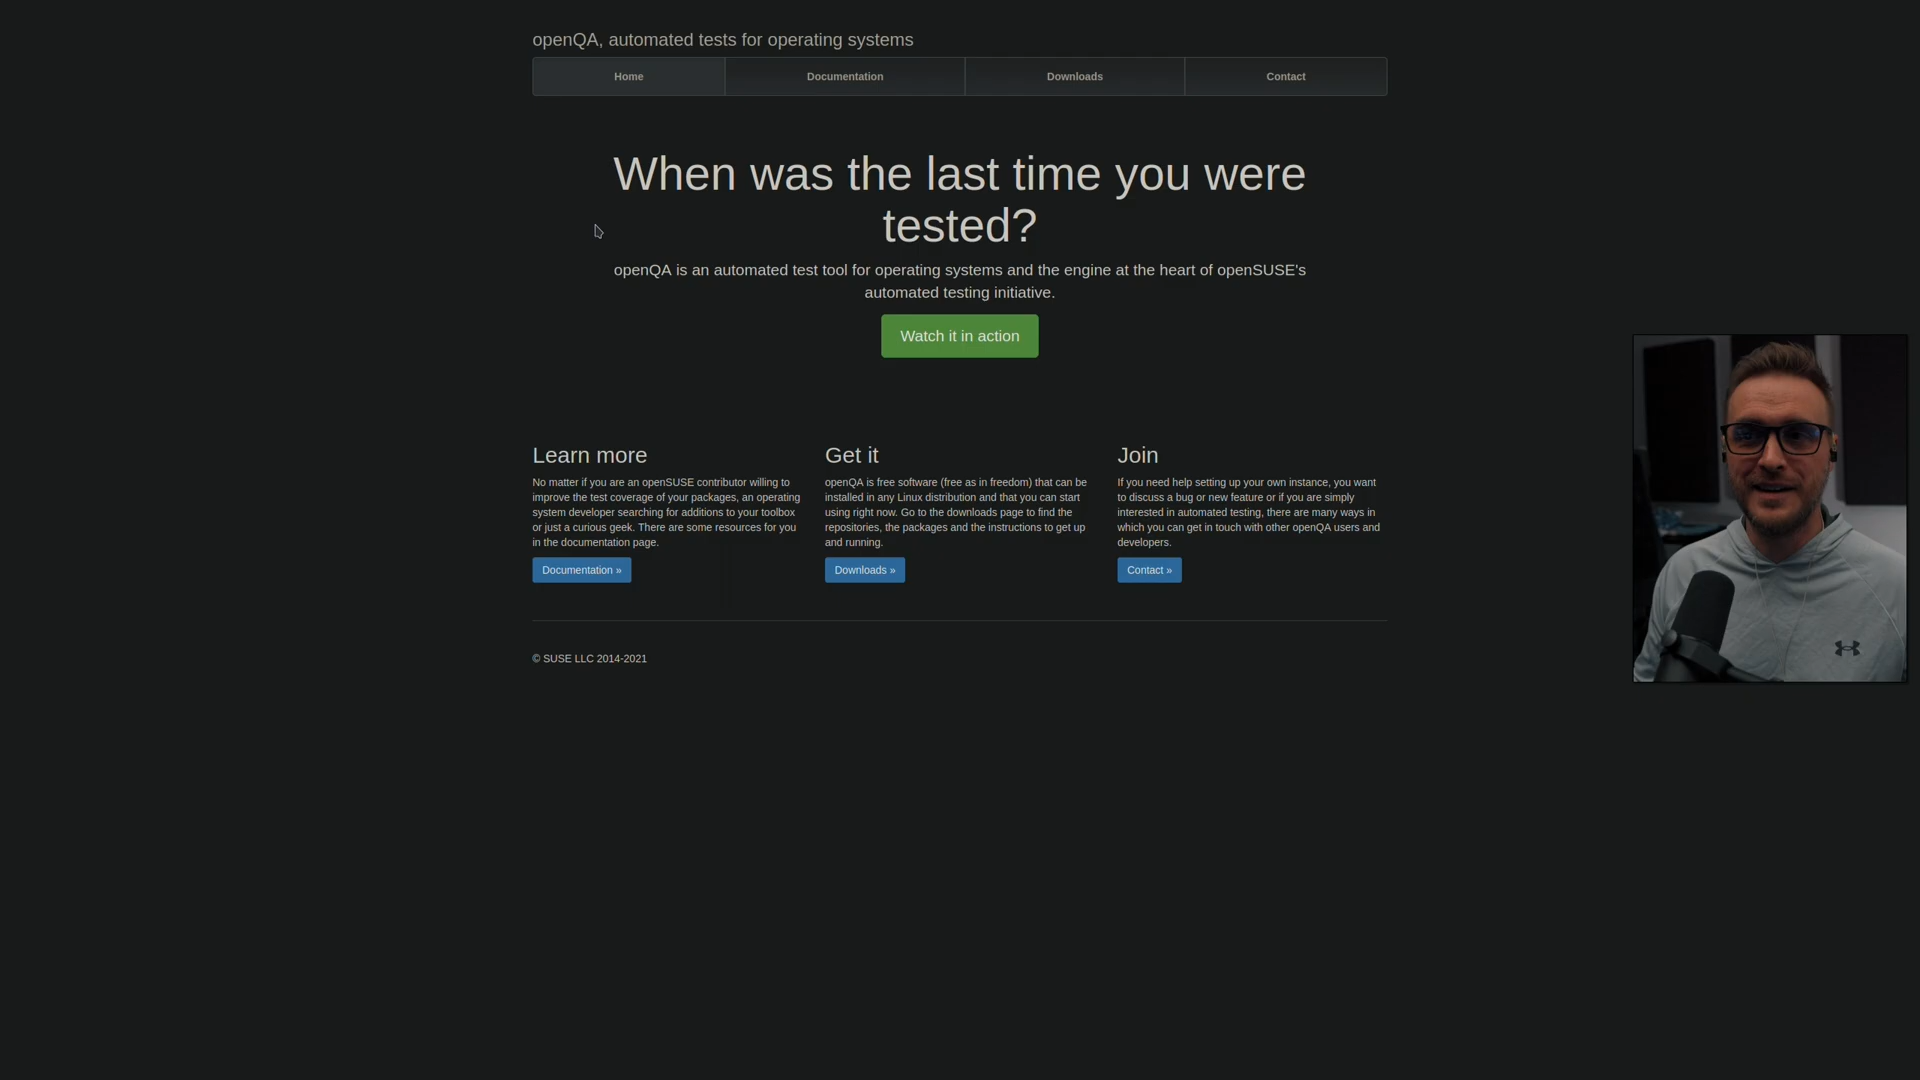 openQA, automated tests for operating systems
Home
Documentation
Downloads
Contact
When was the last time you were
tested?
openQA is an automated test tool for operating systems and the engine at the heart of openSUSE's
automated testing initiative.
Watch it in action
Learn more
No matter if you are an openSUSE contributor willing to
improve the test coverage of your packages, an operating
system developer searching for additions to your toolbox
or just a curious geek. There are some resources for you
in the documentation page.
Documentation »
Get it
openQA is free software (free as in freedom) that can be
installed in any Linux distribution and that you can start
using right now. Go to the downloads page to find the
repositories, the packages and the instructions to get up
and running.
Downloads »
Join
If you need help setting up your own instance, you want
to discuss a bug or new feature or if you are simply
interested in automated testing, there are many ways in
which you can get in touch with other openQA users and
developers.
Contact »
© SUSE LLC 2014-2021